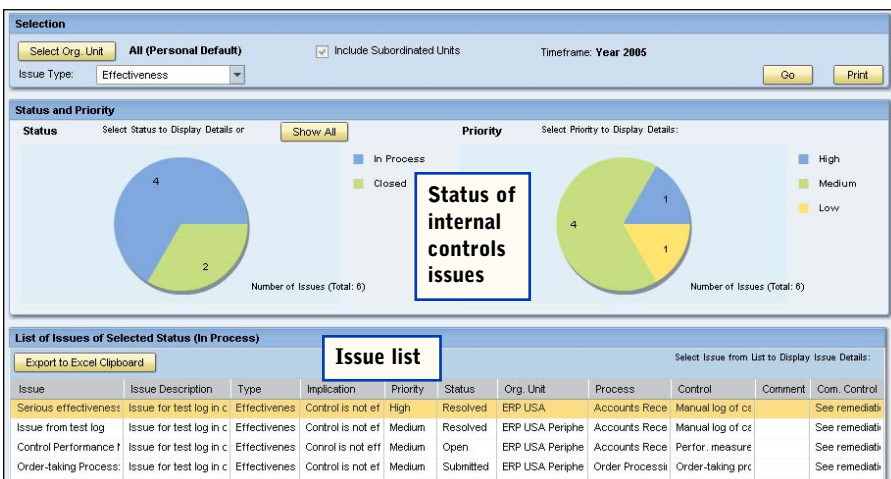 Selection
Select Org. Unit All (Personal Default) Include Subordinated Units Timeframe: Year 2005
Issue Type: Effectiveness Go Print
Status and Priority
Status Select Status to Display Details or Show All Priority Select Priority to Display Details:
In Process High
Closed Medium
Low
4
2
Number of Issues (Total: 6)
Status of
internal
controls
issues
1
4
1
Number of Issues (Total: 6)
List of Issues of Selected Status (In Process)
Issue list
Export to Excel Clipboard Select Issue from List to Display Issue Details:
Issue Issue Description Type Implication Priority Status Org. Unit Process Control Comment Com. Control
Serious effectiveness Issue for test log in c Effectivenes Control is not ef High Resolved ERP USA Accounts Rece Manual log of ca See remediati
Issue from test log Issue for test log in c Effectivenes Control is not ef Medium Resolved ERP USA Periphe Accounts Rece Manual log of ca See remediati
Control Performance Issue for test log in c Effectivenes Conrol is not eff Medium Open ERP USA Periphe Accounts Rece Perfor. measure See remediati
Order-taking Process: Issue for test log in c Effectivenes Control is not ef Medium Submitted ERP USA Periphe Order Processi Order-taking pro See remediati